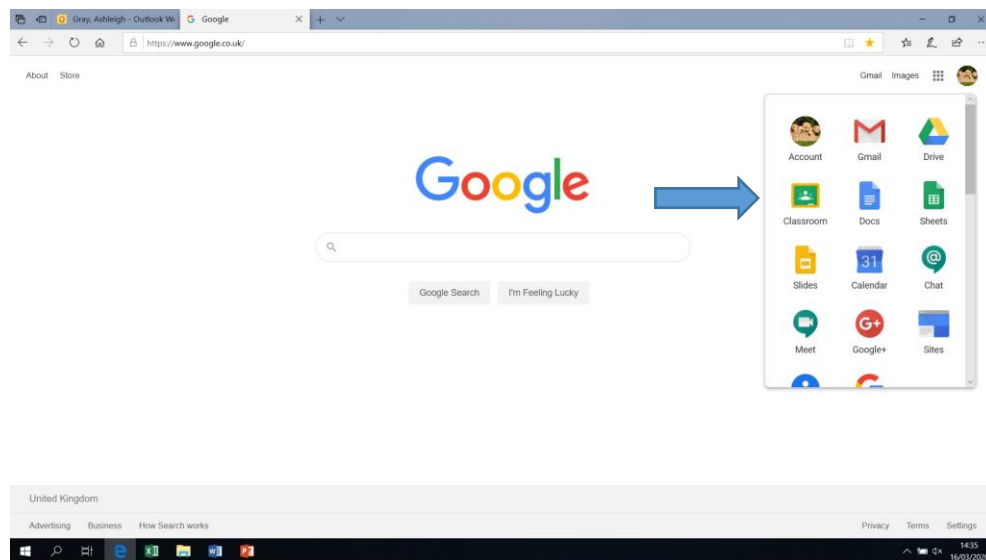 Gray, Ashleigh - Outlook We
Google
https://www.google.co.uk/
About Store
Gmail Images
Account Gmail Drive
Google
Classroom Docs Sheets
31
Slides Calendar Chat
Google Search I'm Feeling Lucky
G+
Meet Google+ Sites
United Kingdom
Advertising Business How Search works
Privacy Terms Settings
14:35